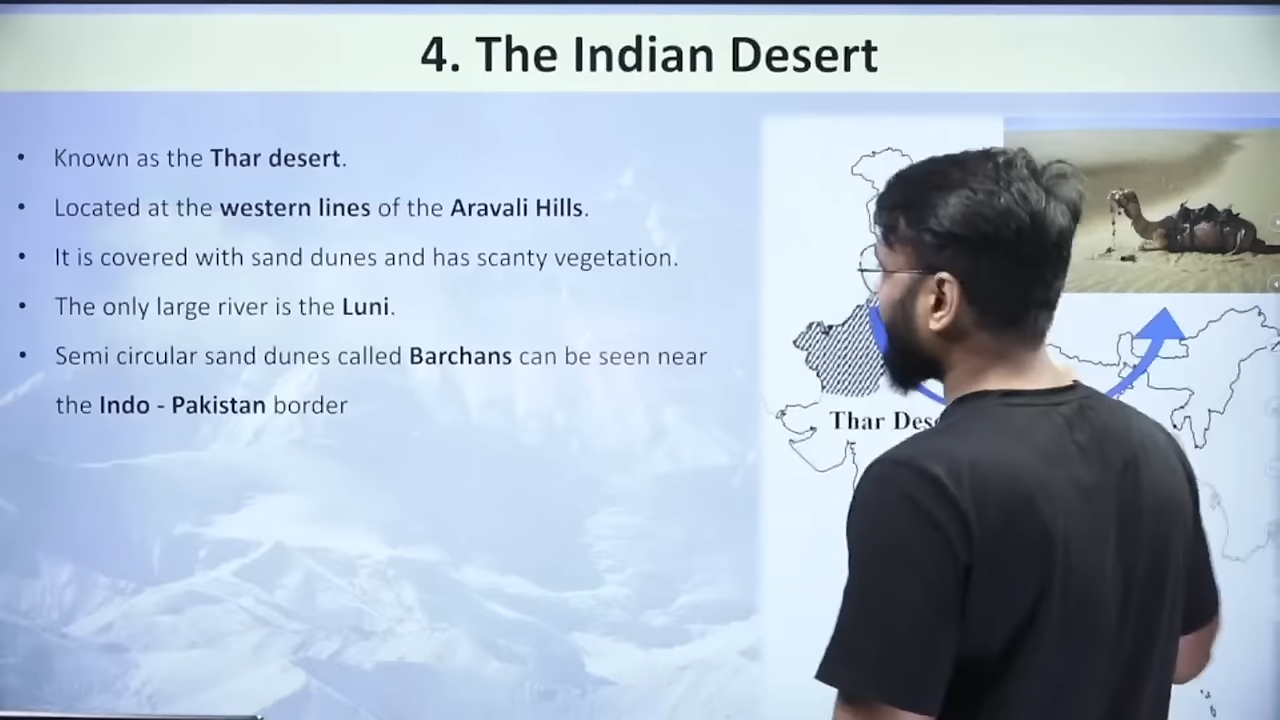 4. The Indian Desert
• Known as the Thar desert.
• Located at the western lines of the Aravali Hills.
• It is covered with sand dunes and has scanty vegetation.
• The only large river is the Luni.
• Semi circular sand dunes called Barchans can be seen near
the Indo - Pakistan border
Thar